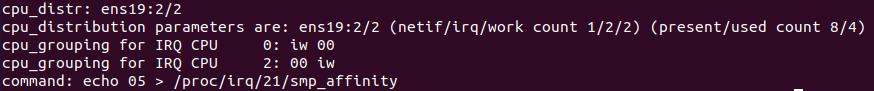 cpu_distr: ens19:2/2
cpu_distribution parameters are: ens19:2/2 (netif/irq/work count 1/2/2) (present/used count 8/4)
cpu_grouping for IRQ CPU     0: iw 00
cpu_grouping for IRQ CPU     2: 00 iw
command: echo 05 > /proc/irq/21/smp_affinity